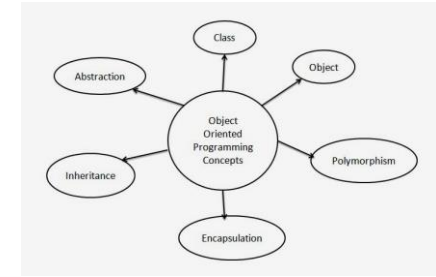 Class
Object
Abstraction
Object
Oriented
Programming
Concepts
Polymorphism
Inheritance
Encapsulation